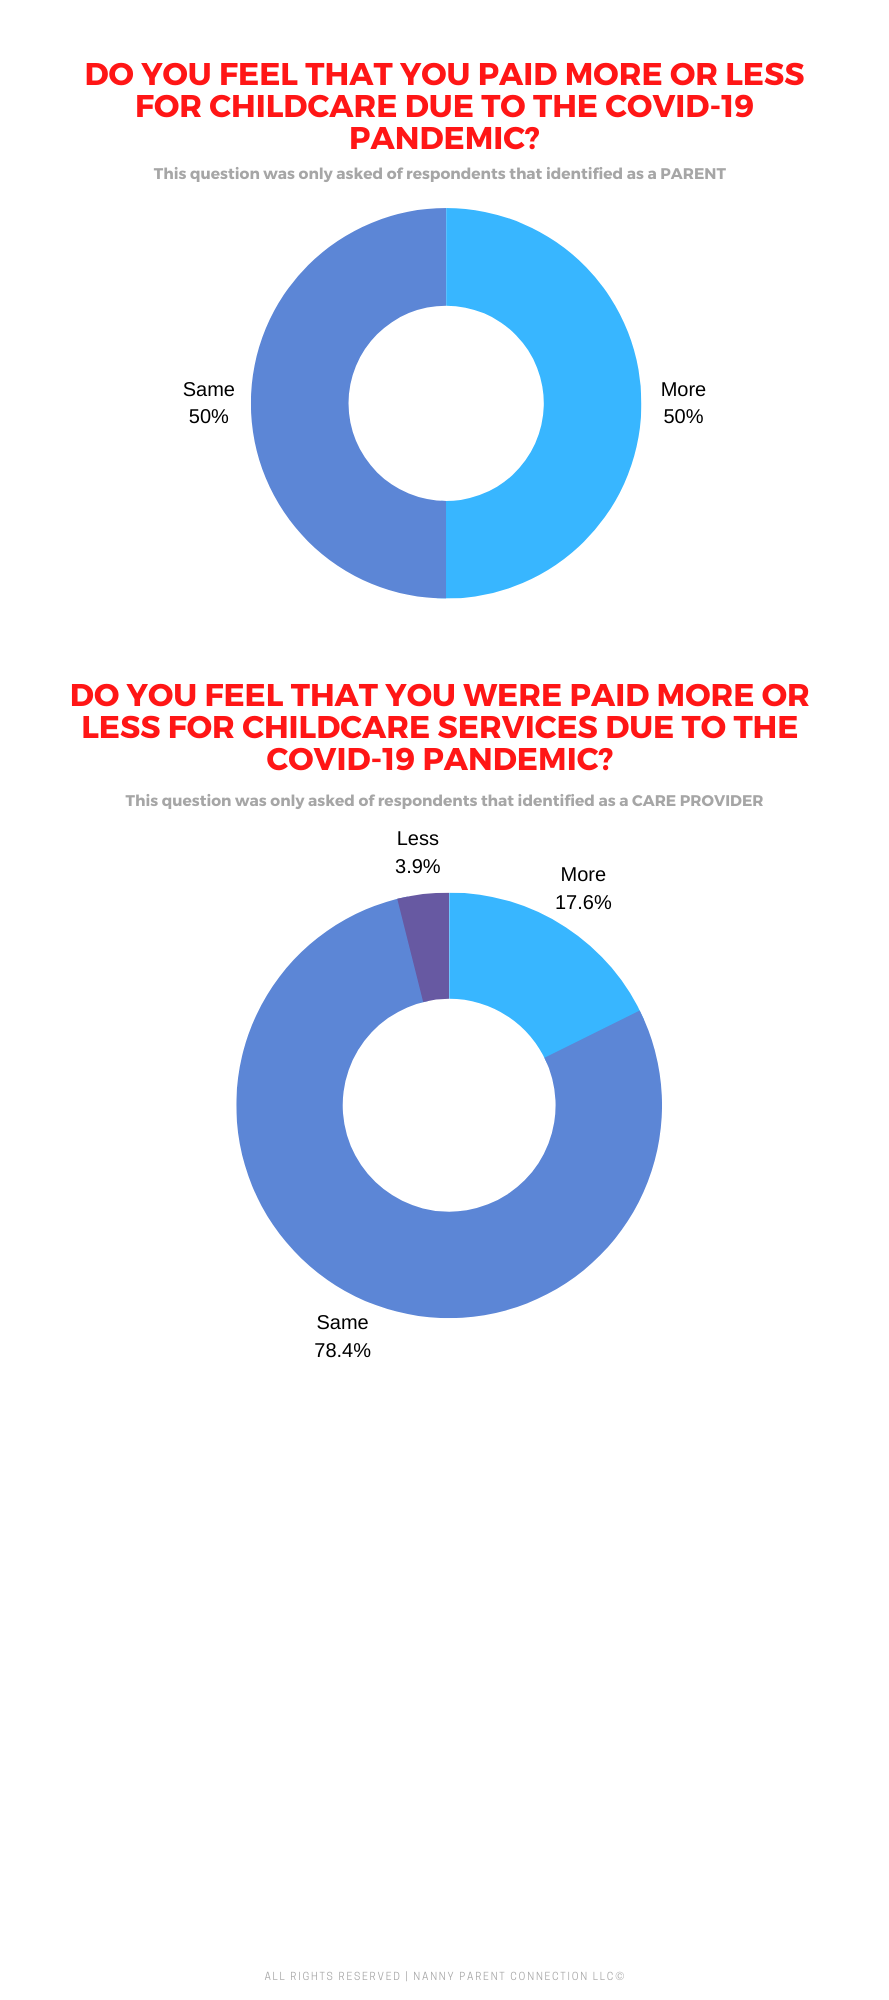 DO YOU FEEL THAT YOU PAID MORE OR LESS
FOR CHILDCARE DUE TO THE COVID-19
PANDEMIC?
This question was only asked of respondents that identified as a PARENT
Same
50%
More
50%
DO YOU FEEL THAT YOU WERE PAID MORE OR
LESS FOR CHILDCARE SERVICES DUE TO THE
COVID-19 PANDEMIC?
This question was only asked of respondents that identified as a CARE PROVIDER
Less
3.9%
More
17.6%
Same
78.4%
ALL RIGHTS RESERVED | NANNY PARENT CONNECTION LLC©